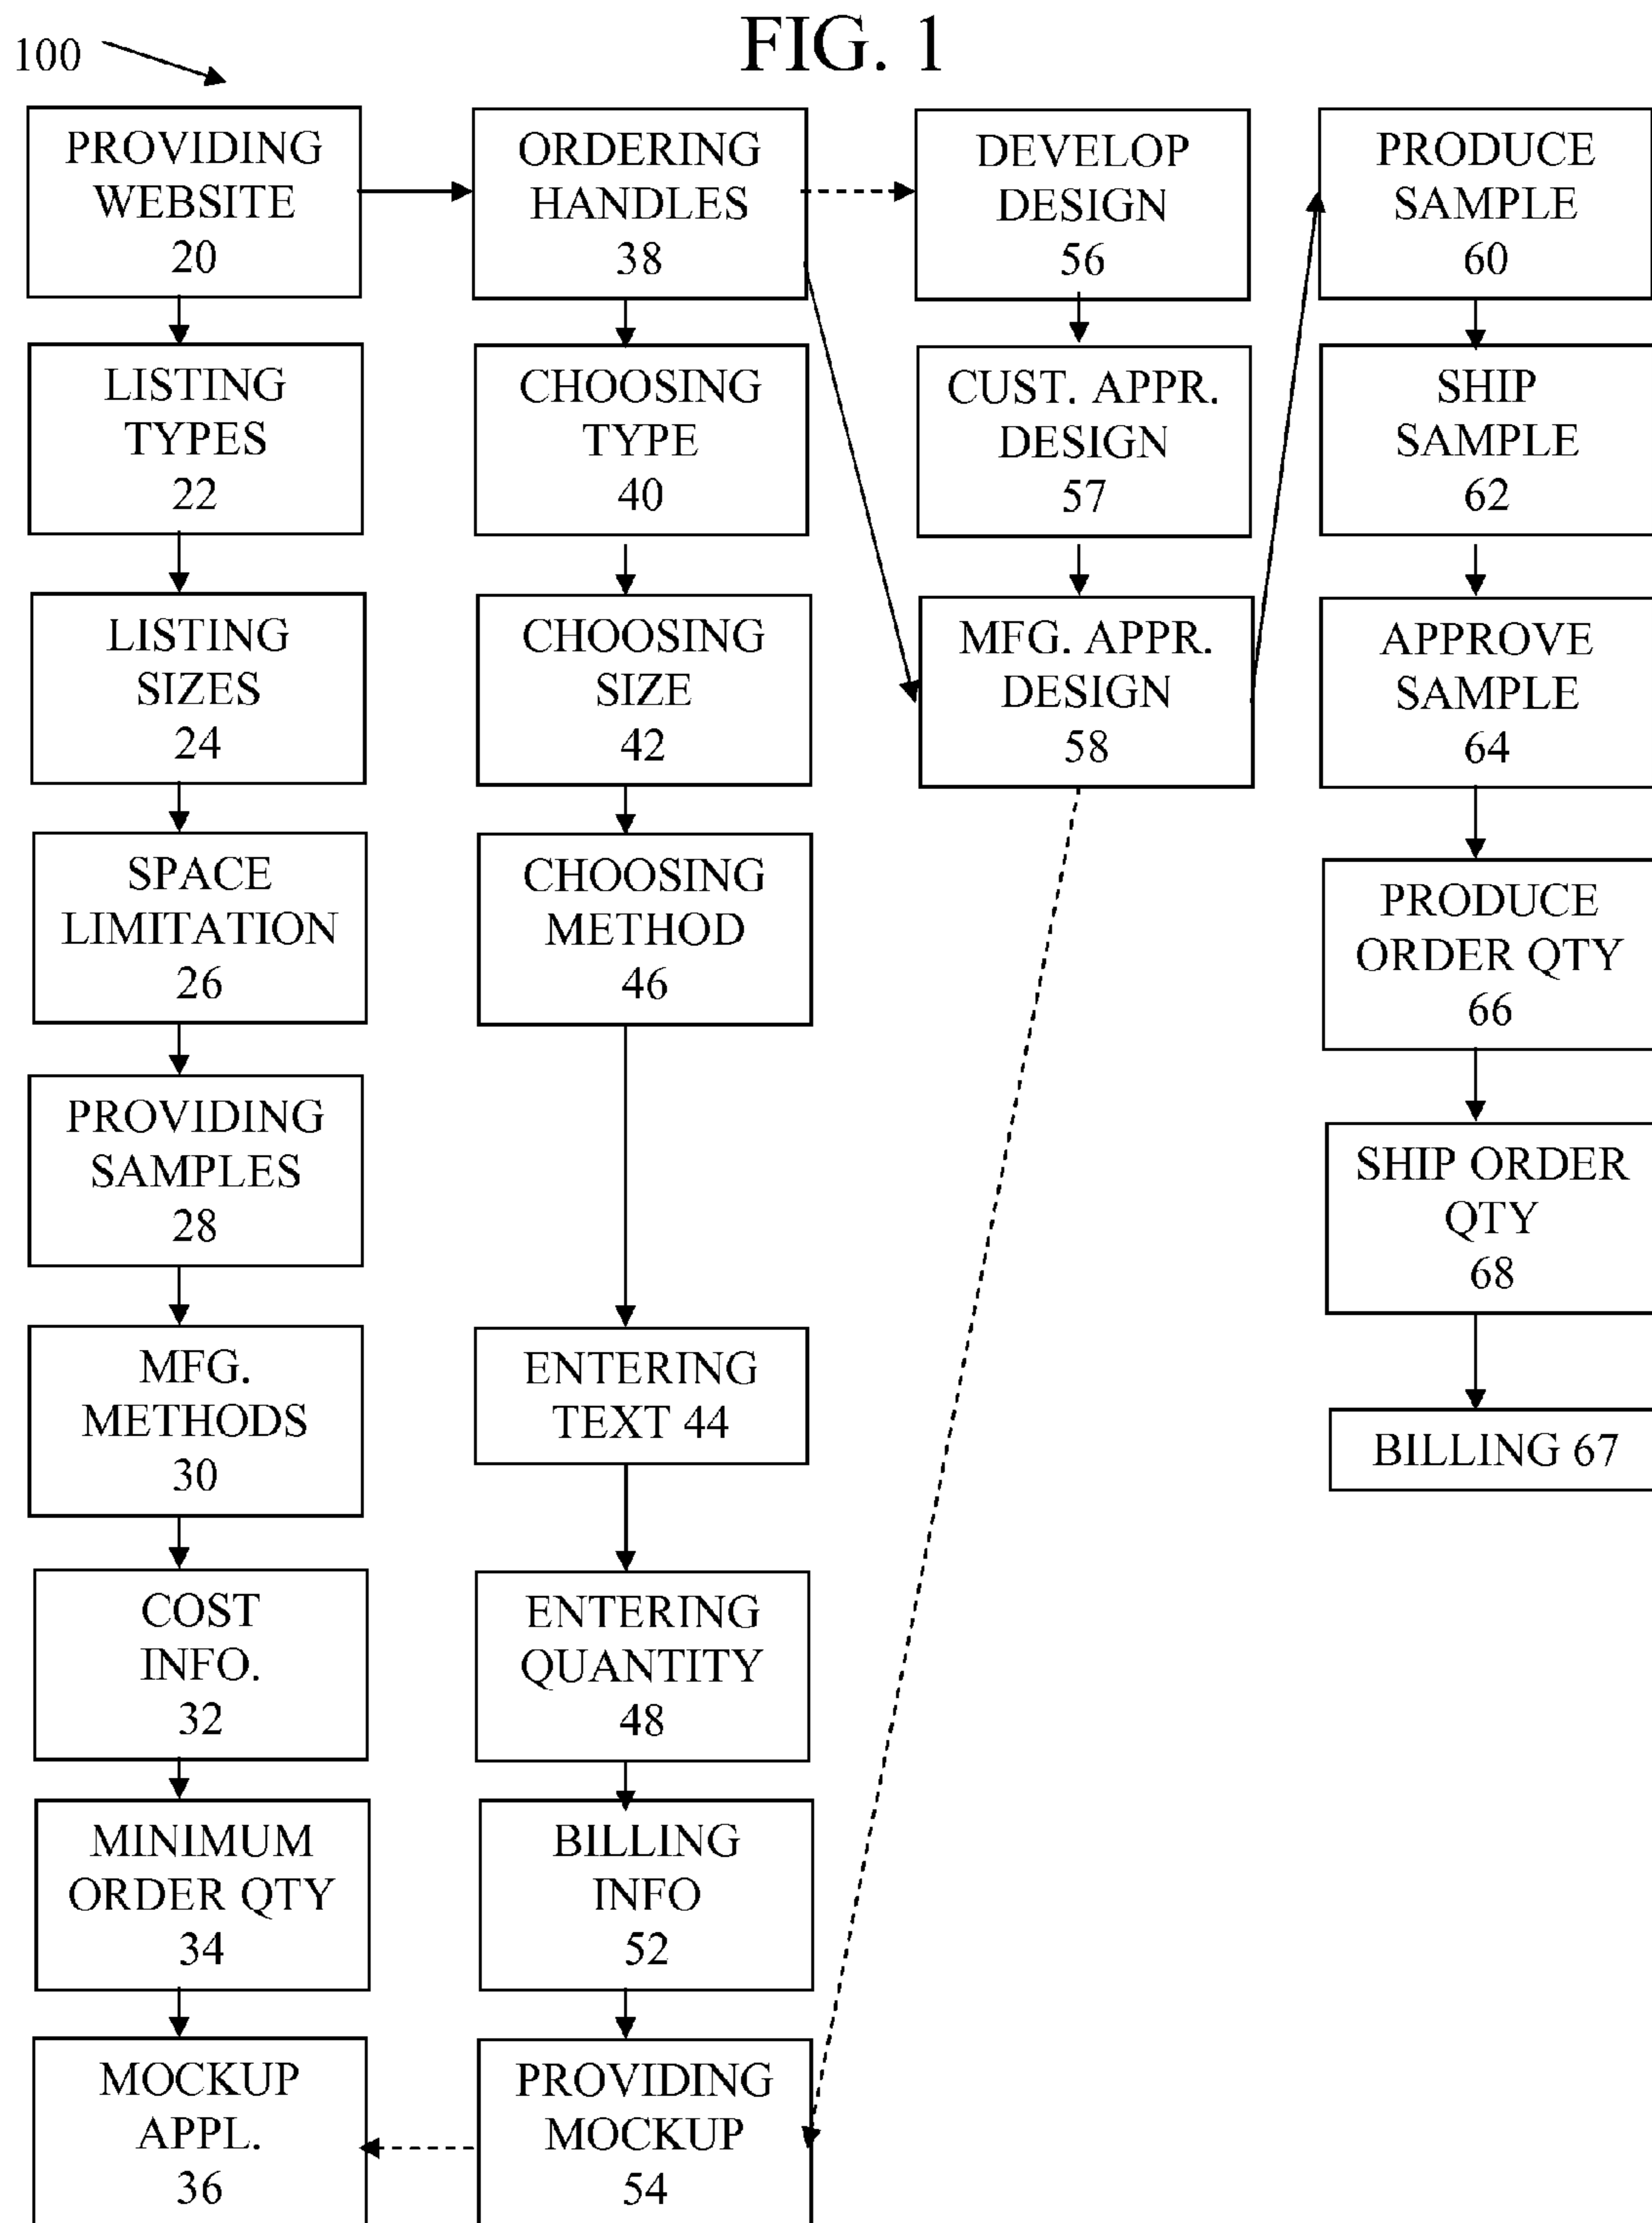 FIG. 1
100
PROVIDING
WEBSITE
20
LISTING
TYPES
22
LISTING
SIZES
24
SPACE
LIMITATION
26
PROVIDING
SAMPLES
28
MFG.
METHODS
30
COST
INFO.
32
MINIMUM
ORDER QTY
34
MOCKUP
APPL.
36
ORDERING
HANDLES
38
CHOOSING
TYPE
40
CHOOSING
SIZE
42
CHOOSING
METHOD
46
ENTERING
TEXT 44
ENTERING
QUANTITY
48
BILLING
INFO
52
PROVIDING
MOCKUP
54
DEVELOP
DESIGN
56
CUST. APPR.
DESIGN
57
MFG. APPR.
DESIGN
58
PRODUCE
SAMPLE
60
SHIP
SAMPLE
62
APPROVE
SAMPLE
64
PRODUCE
ORDER QTY
66
SHIP ORDER
QTY
68
BILLING 67